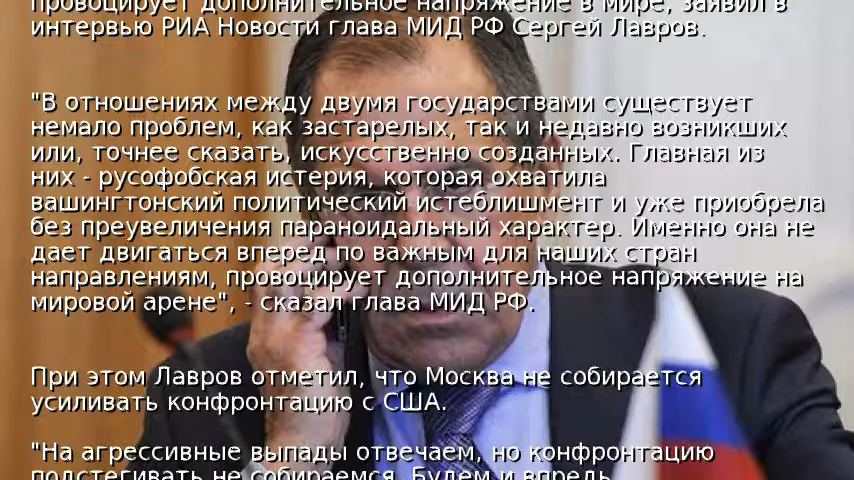 провоцирует дополнительное напряжение в мире, заявил в
интервью РИА Новости глава МИД РФ Сергей Лавров.
"В отношениях между двумя государствами существует
немало проблем, как застарелых, так и недавно возникших
или, точнее сказать, искусственно созданных. Главная из
них - русофобская истерия, которая охватила
вашингтонский политический истеблишмент и уже приобрела
без преувеличения параноидальный характер. Именно она не
дает двигаться вперед по важным для наших стран
направлениям, провоцирует дополнительное напряжение на
мировой арене", - сказал глава МИД РФ.
При этом Лавров отметил, что Москва не собирается
усиливать конфронтацию с США.
"На агрессивные выпады отвечаем, но конфронтацию
подстегивать не собираемся. Будем и впредь